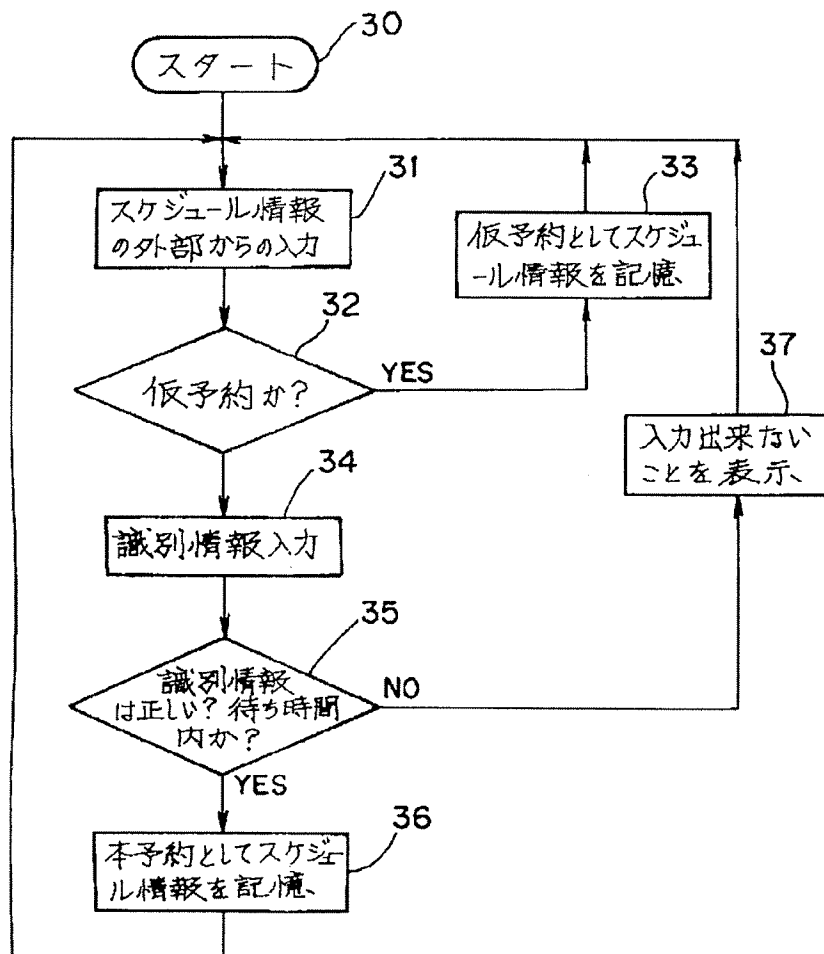 30
スタート
31
スケジュール情報
の外部からの入力
33
仮予約としてスケジュ
ール情報を記憶、
32
仮予約か?
YES
37
入力出来ない
ことを表示、
34
識別情報入力
35
識別情報
は正しい? 待ち時間
内か?
NO
YES
36
本予約としてスケジュー
ル情報を記憶、